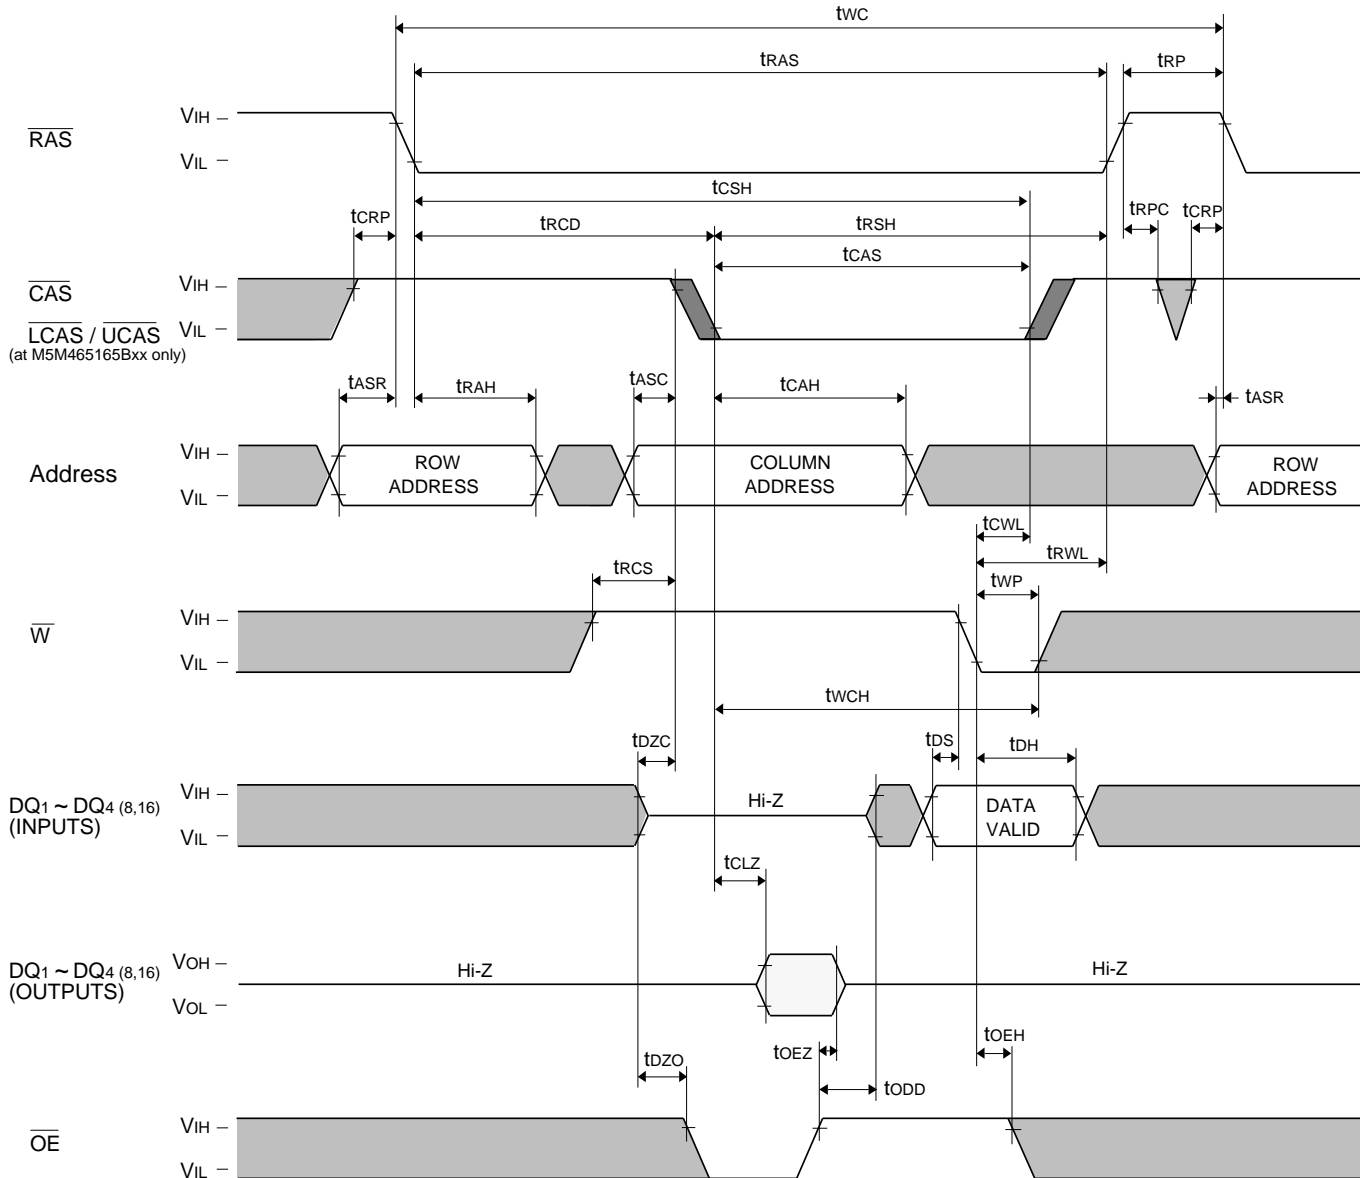 tWC
tRAS
tRP
RAS
VIH
VIL
tCSH
tCRP
tRCD
tRSH
tRPC
tCRP
tCAS
CAS
VIH
LCAS / UCAS
VIL
(at M5M465165Bxx only)
tASR
tRAH
tASC
tCAH
tASR
Address
VIH
VIL
ROW
ADDRESS
COLUMN
ADDRESS
ROW
ADDRESS
tCWL
tRWL
tRCS
tWP
W
VIH
VIL
tWCH
tDZC
tDS
tDH
DQ1 ~ DQ4 (8,16)
(INPUTS)
VIH
VIL
Hi-Z
DATA
VALID
tCLZ
DQ1 ~ DQ4 (8,16)
(OUTPUTS)
VOH
VOL
Hi-Z
Hi-Z
tDZO
tOEZ
tOEH
tODD
OE
VIH
VIL